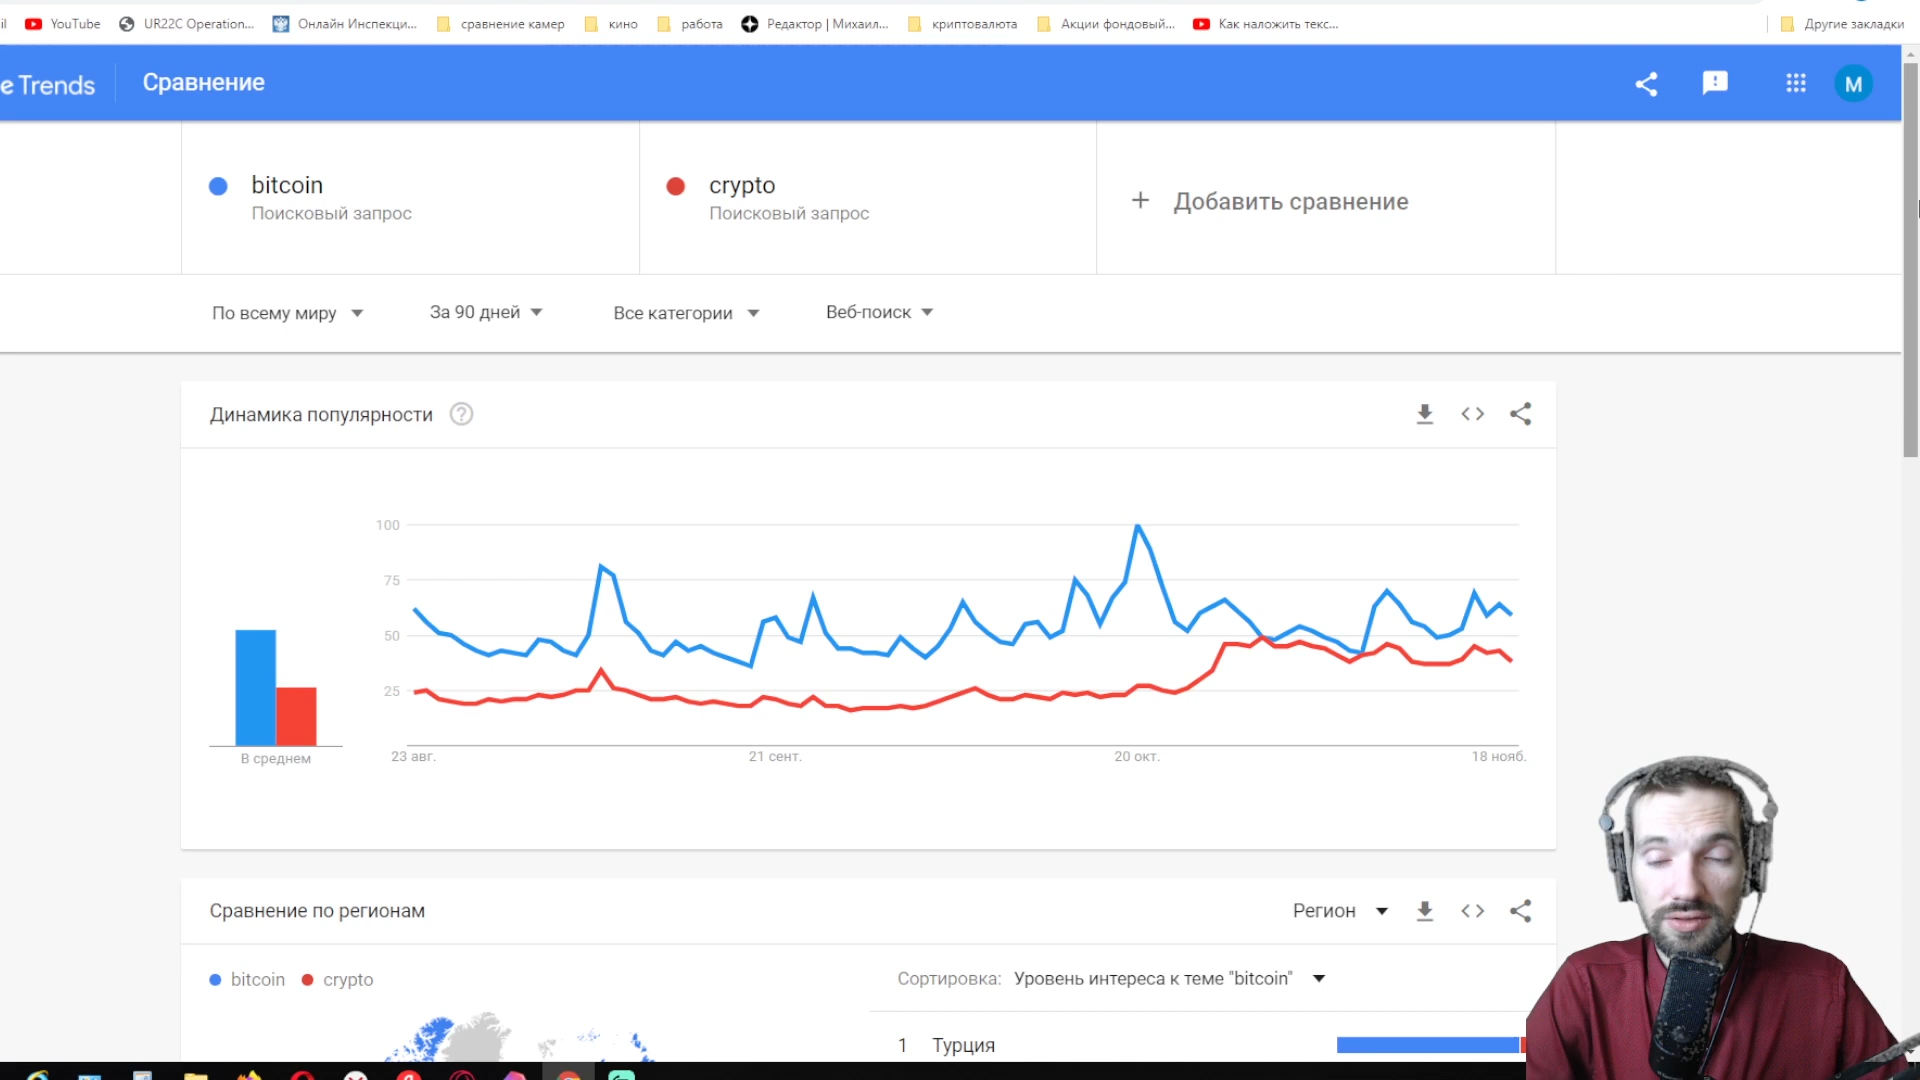 il YouTube UR22C Operation... Онлайн Инспекци... сравнение камер кино работа Редактор | Михаил... криптовалюта Акции фондовый... Как наложить текс... Другие закладки
e Trends Сравнение M
bitcoin crypto
+ Добавить сравнение
Поисковый запрос Поисковый запрос
По всему миру За 90 дней Все категории Веб-поиск
Динамика популярности ?
100
75
50
25
23 авг. 21 сент. 20 окт. 18 нояб.
В среднем
Сравнение по регионам Регион
bitcoin crypto Сортировка: Уровень интереса к теме "bitcoin"
1 Турция